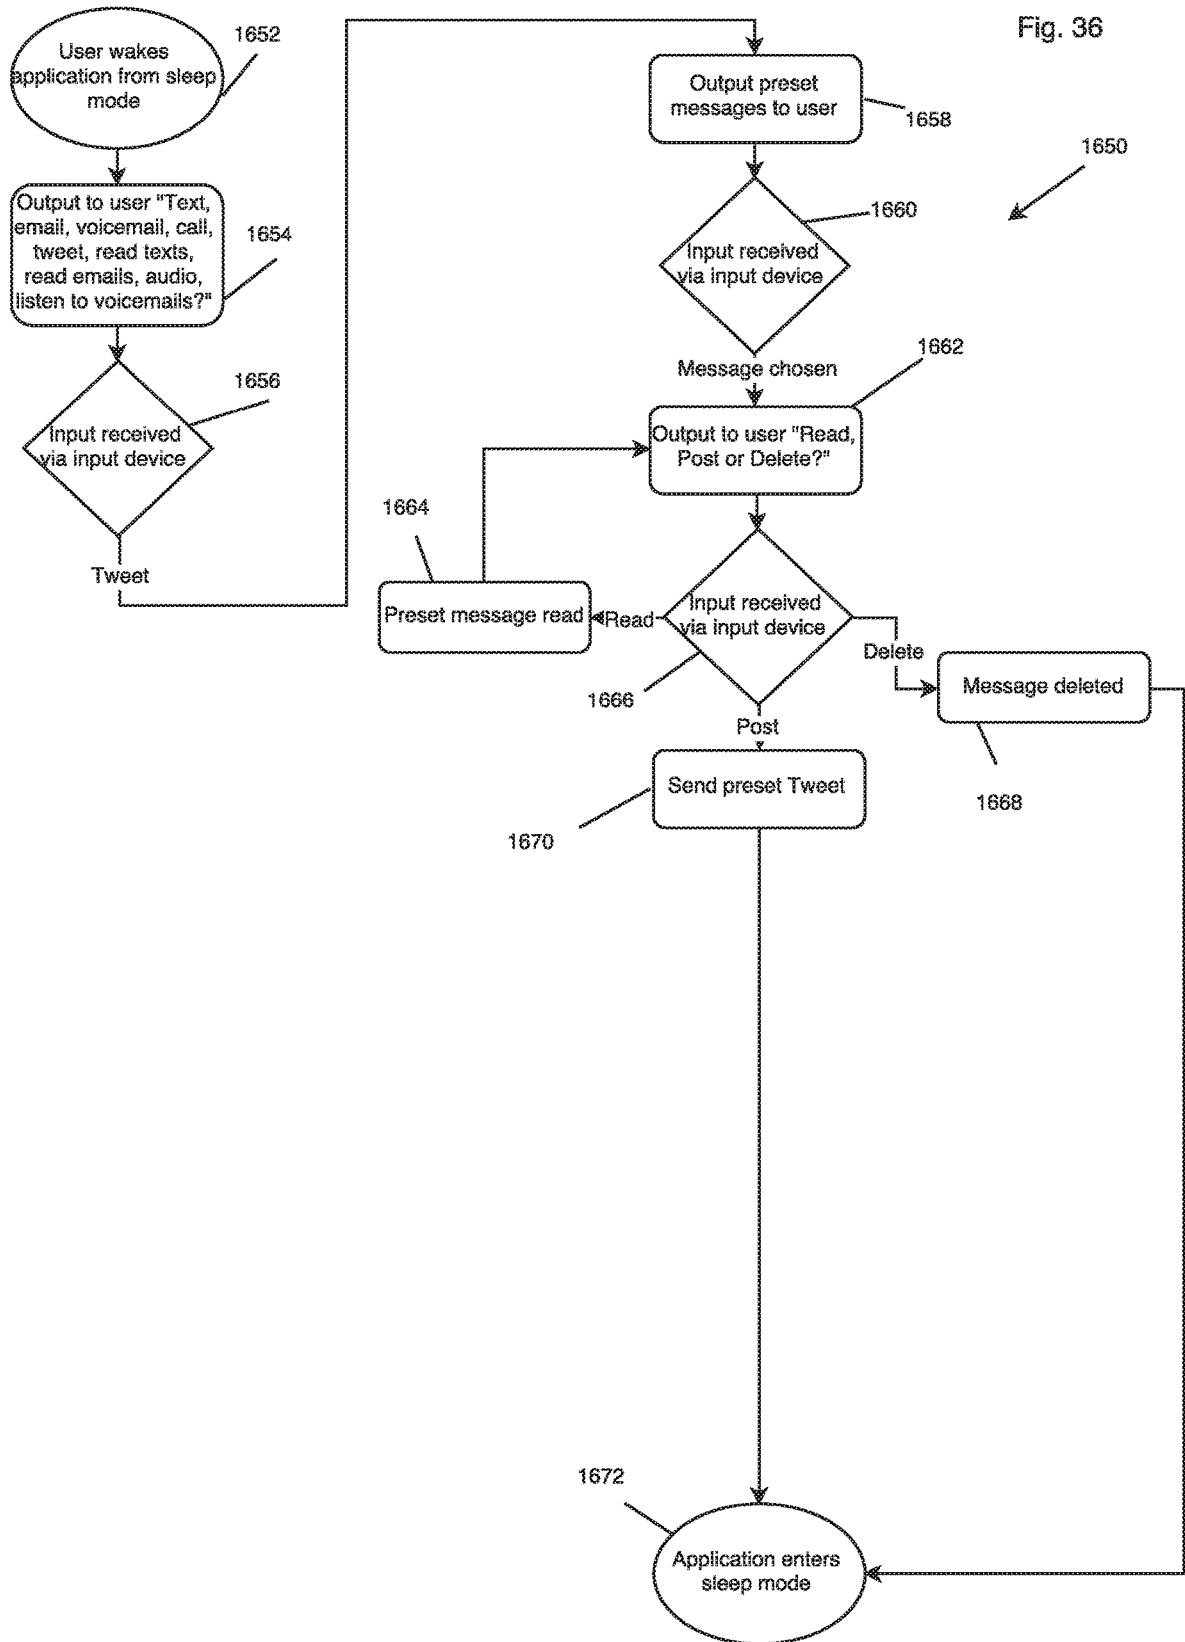 Fig. 36
1650
User wakes
application from sleep
mode
1652
Output to user "Text,
email, voicemail, call,
tweet, read texts,
read emails, audio,
listen to voicemails?"
1654
Input received
via input device
1656
Tweet
Output preset
messages to user
1658
Input received
via input device
1660
Message chosen
Output to user "Read,
Post or Delete?"
1662
Preset message read
1664
Read
Input received
via input device
1666
Delete
Message deleted
1668
Post
Send preset Tweet
1670
Application enters
sleep mode
1672